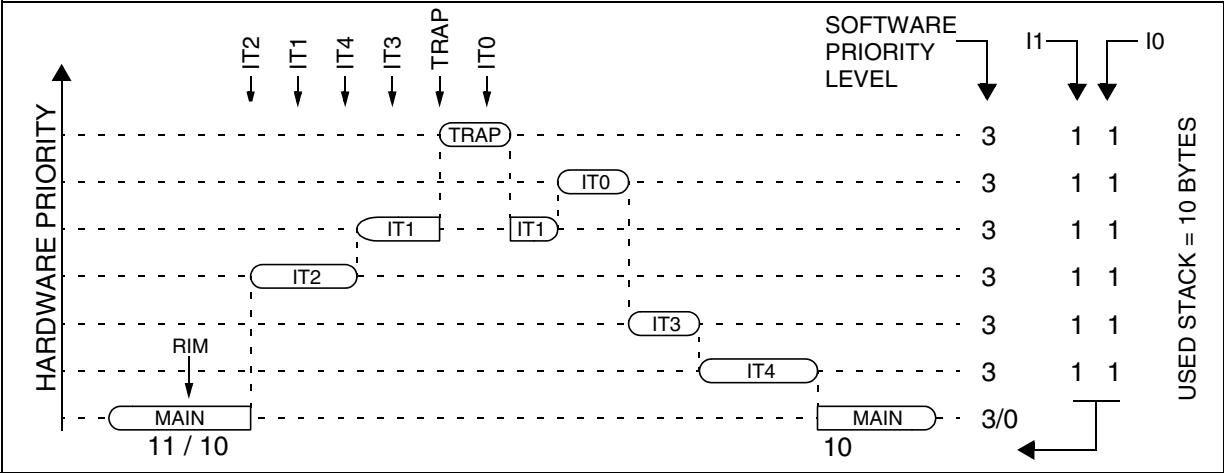 IT2
IT1
IT4
IT3
TRAP
IT0
SOFTWARE
PRIORITY
LEVEL
I1
I0
HARDWARE PRIORITY
TRAP
3
1 1
IT0
3
1 1
IT1
IT1
3
1 1
IT2
3
1 1
IT3
3
1 1
RIM
IT4
3
1 1
MAIN
MAIN
3/0
11 / 10
10
USED STACK = 10 BYTES